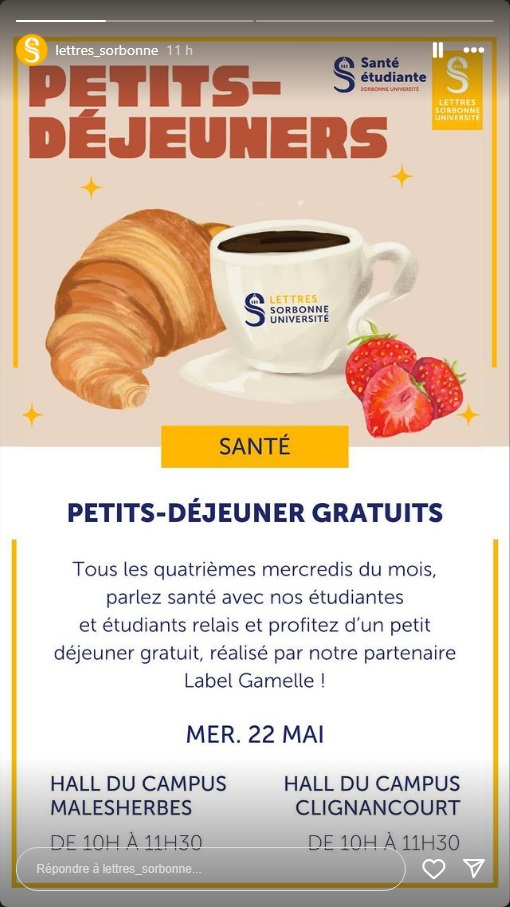 lettres_sorbonne 11 h
PETITS-
DÉJEUNERS
Santé
étudiante
SORBONNE UNIVERSITÉ
LETTRES
SORBONNE
UNIVERSITÉ
LETTRES
SORBONNE
UNIVERSITÉ
SANTÉ
PETITS-DÉJEUNER GRATUITS
Tous les quatrièmes mercredis du mois,
parlez santé avec nos étudiantes
et étudiants relais et profitez d'un petit
déjeuner gratuit, réalisé par notre partenaire
Label Gamelle !
MER. 22 MAI
HALL DU CAMPUS
MALESHERBES
DE 10H À 11H30
HALL DU CAMPUS
CLIGNANCOURT
DE 10H À 11H30
Répondre à lettres_sorbonne...